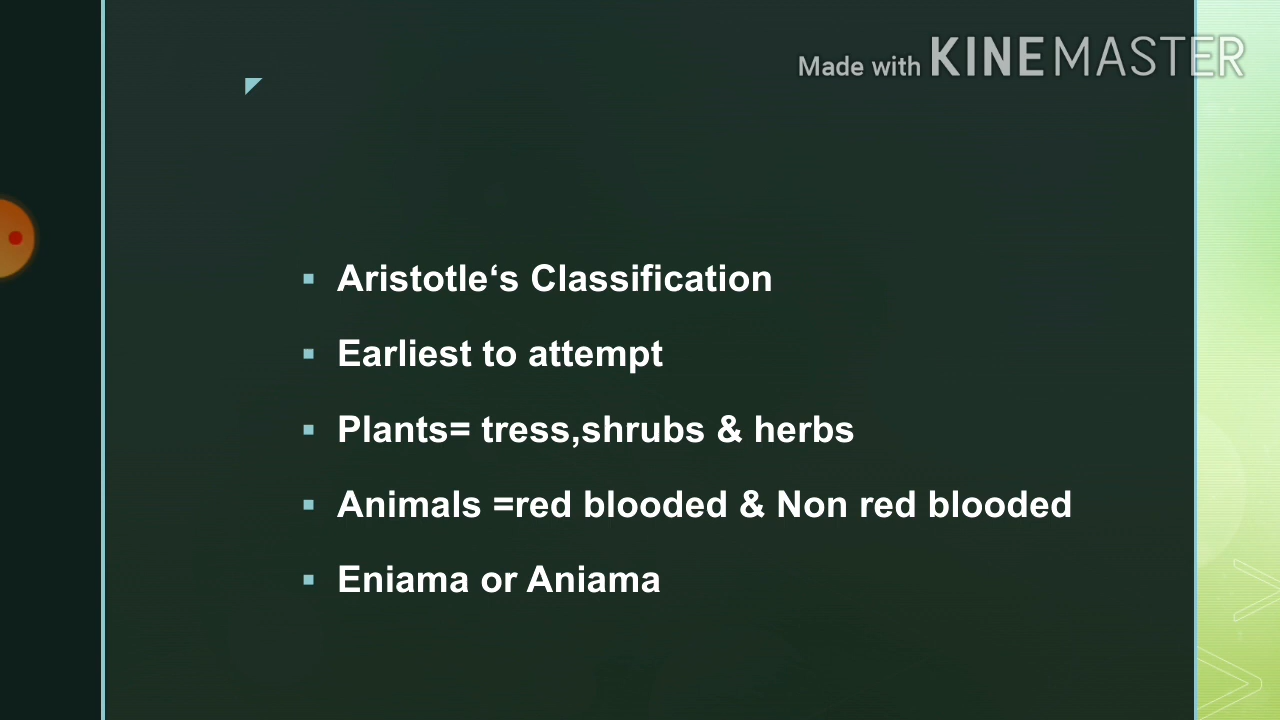 Made with KINEMASTER
Aristotle‘s Classification
Earliest to attempt
Plants= tress,shrubs & herbs
Animals =red blooded & Non red blooded
Eniama or Aniama